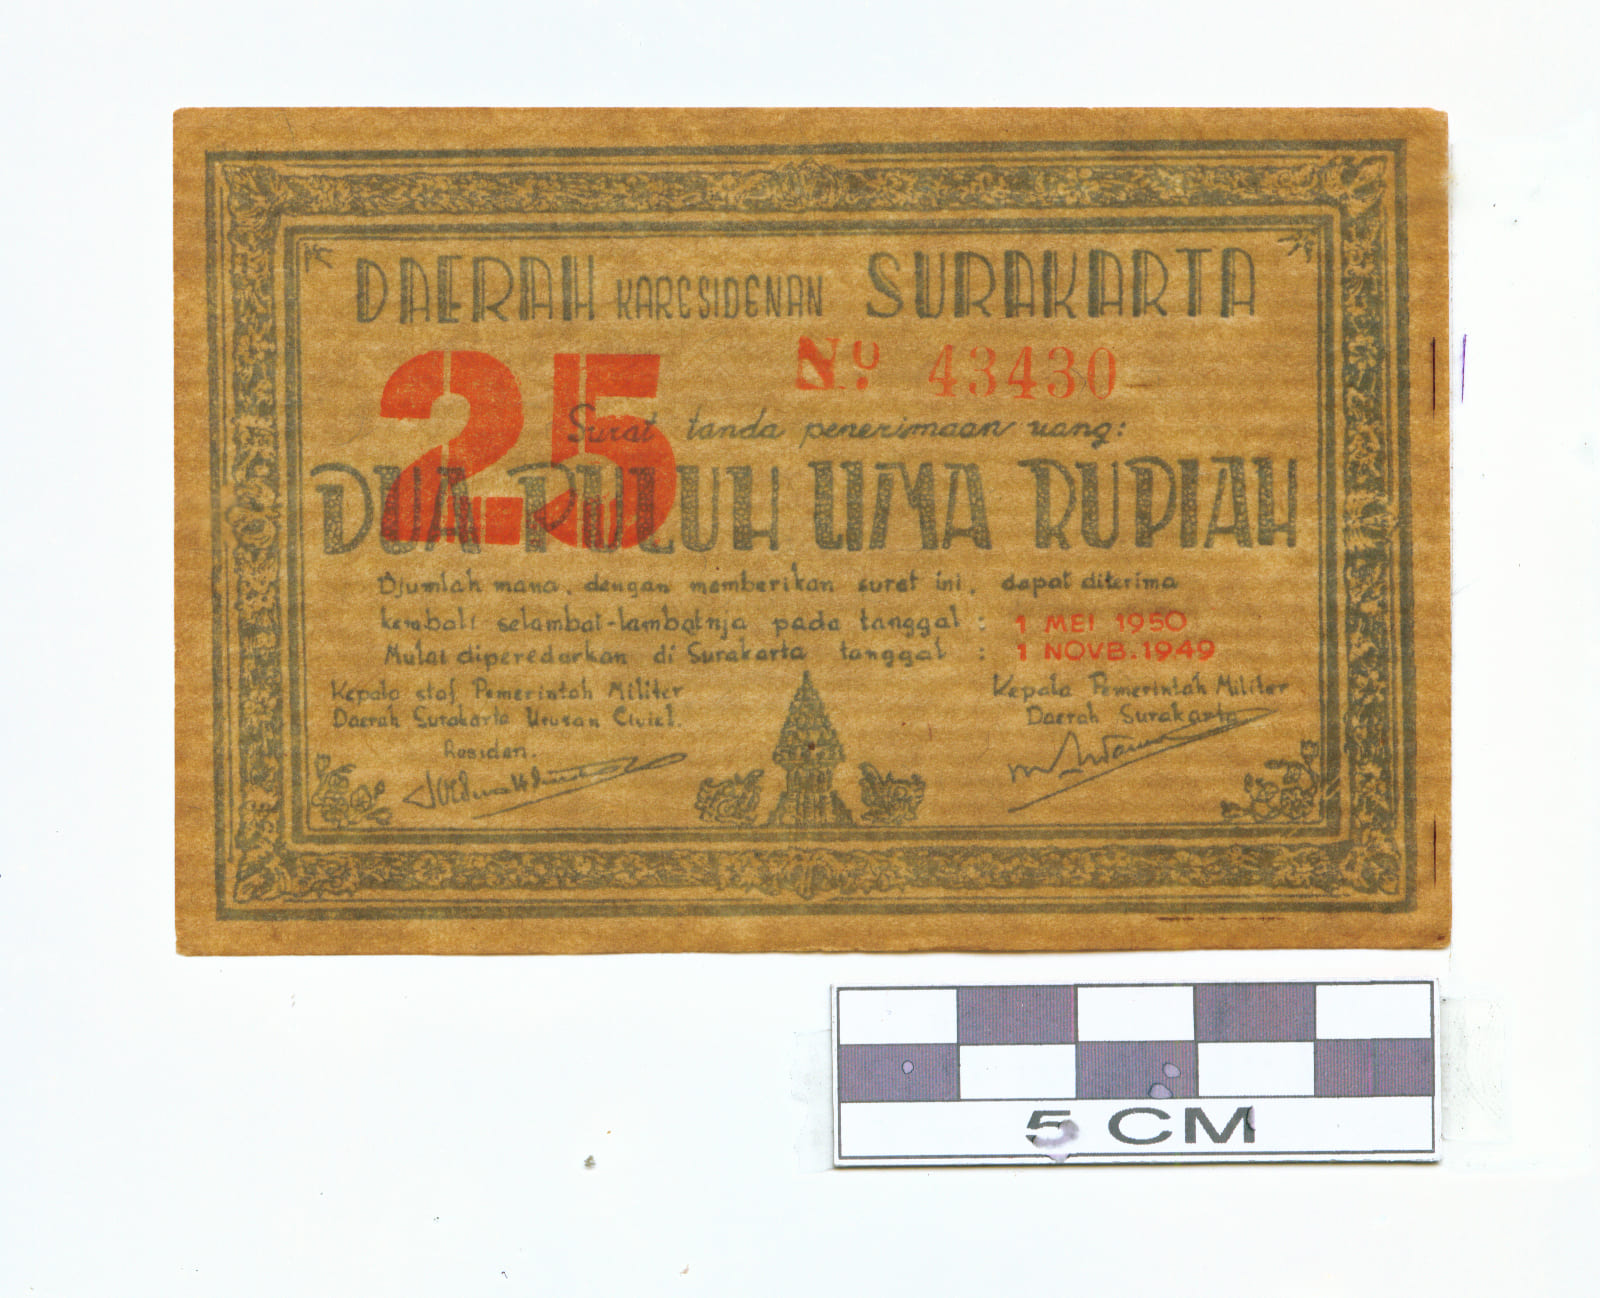 DAERAH KARESIDENAN SURAKARTA
25
No 43430
Surat tanda penerimaan uang:
DUA PULUH LIMA RUPIAH
Djumlah mana, dengan memberikan surat ini, dapat diterima
kembali selambat-lambatnja pada tanggal : 1 MEI 1950
Mulai diperedarkan di Surakarta tanggal : 1 NOVB. 1949
Kepala staf Pemerintah Militer
Daerah Surakarta Urusan Civiel.
Residen.
Kepala Pemerintah Militer
Daerah Surakarta
5 CM